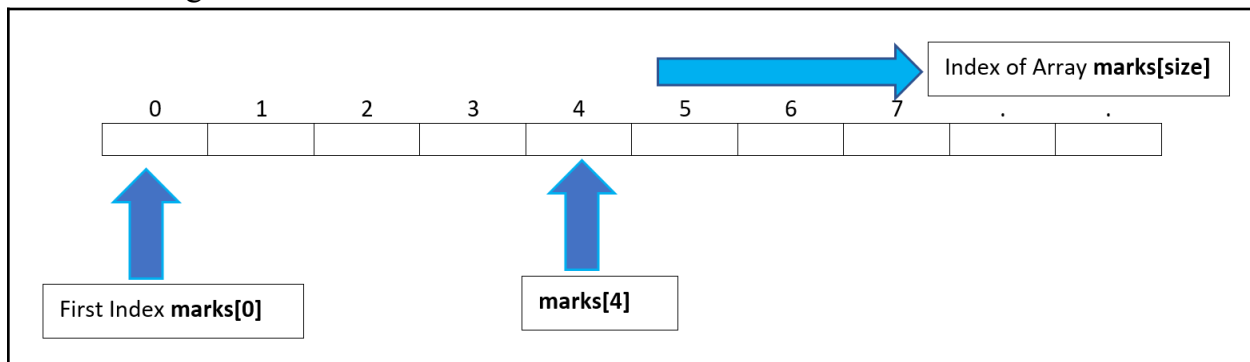 Index of Array marks[size]
0 1 2 3 4 5 6 7 . .
First Index marks[0]
marks[4]